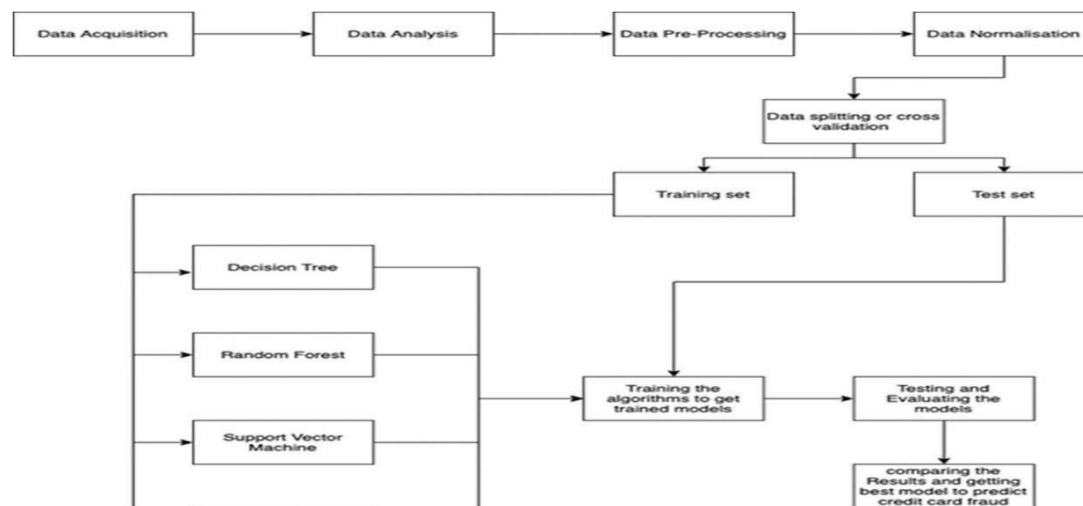 Data Acquisition
Data Analysis
Data Pre-Processing
Data Normalisation
Data splitting or cross
validation
Training set
Test set
Decision Tree
Random Forest
Support Vector
Machine
Training the
algorithms to get
trained models
Testing and
Evaluating the
models
comparing the
Results and getting
best model to predict
credit card fraud